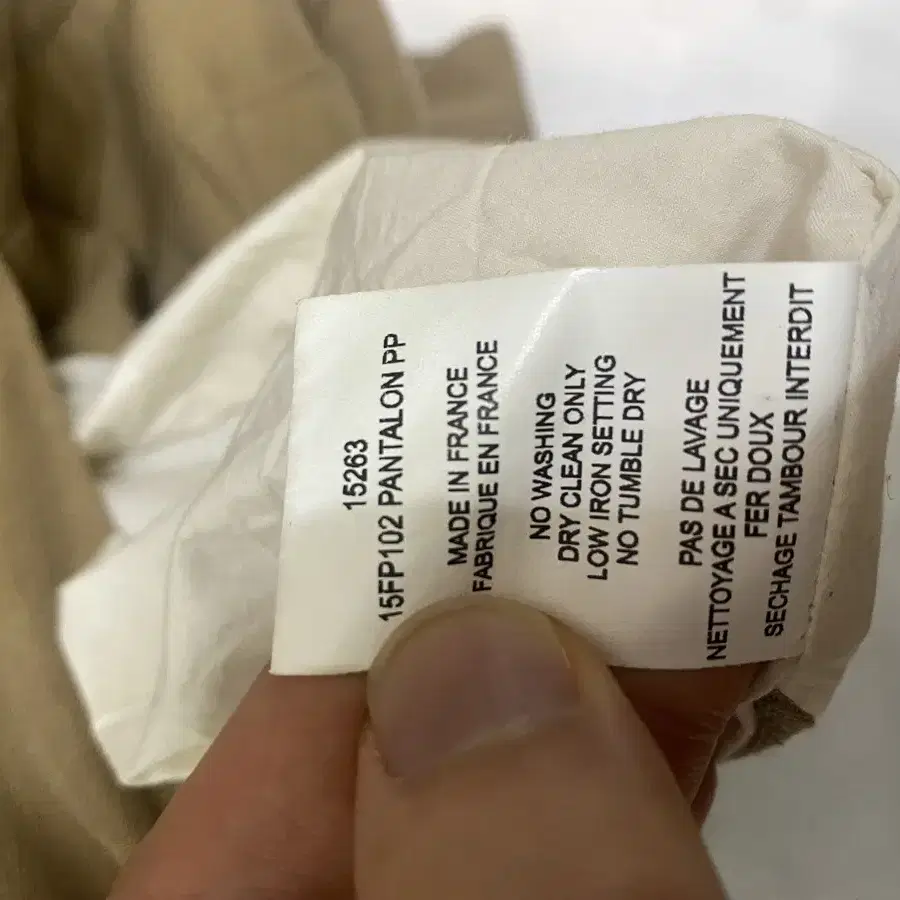 15263
15FP102 PANTALON PP
MADE IN FRANCE
FABRIQUE EN FRANCE
NO WASHING
DRY CLEAN ONLY
LOW IRON SETTING
NO TUMBLE DRY
PAS DE LAVAGE
NETTOYAGE A SEC UNIQUEMENT
FER DOUX
SECHAGE TAMBOUR INTERDIT